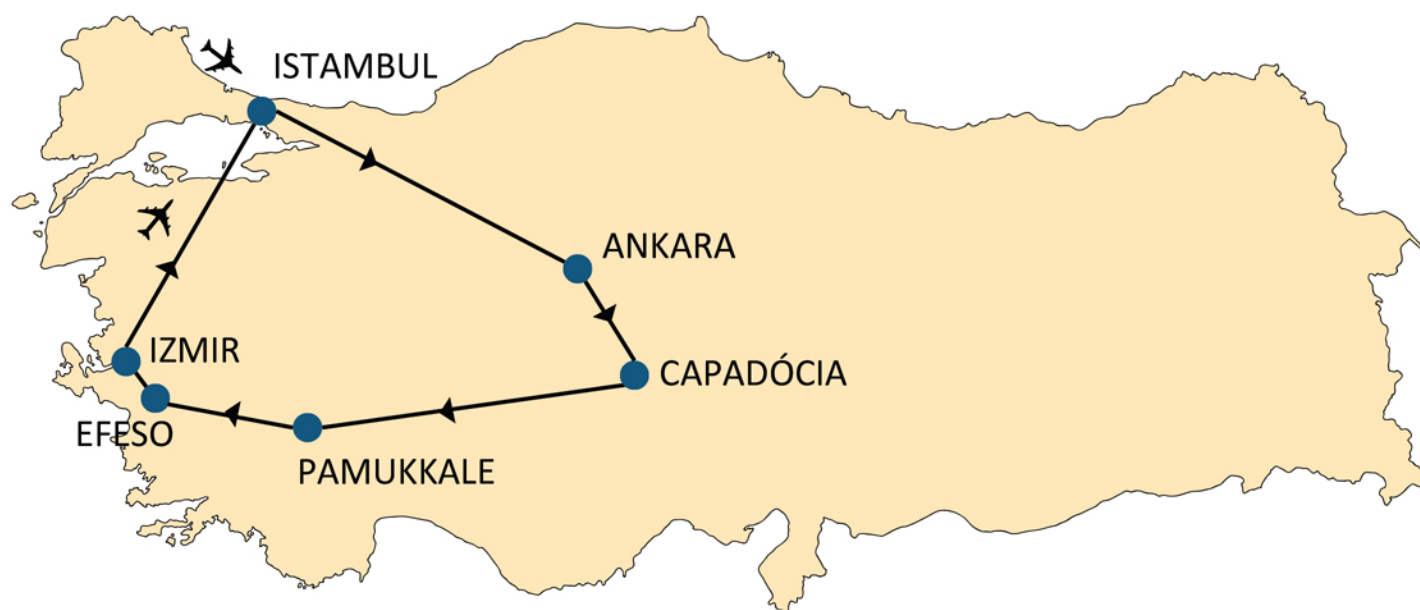 ISTAMBUL
ANKARA
IZMIR
CAPADÓCIA
EFESO
PAMUKKALE